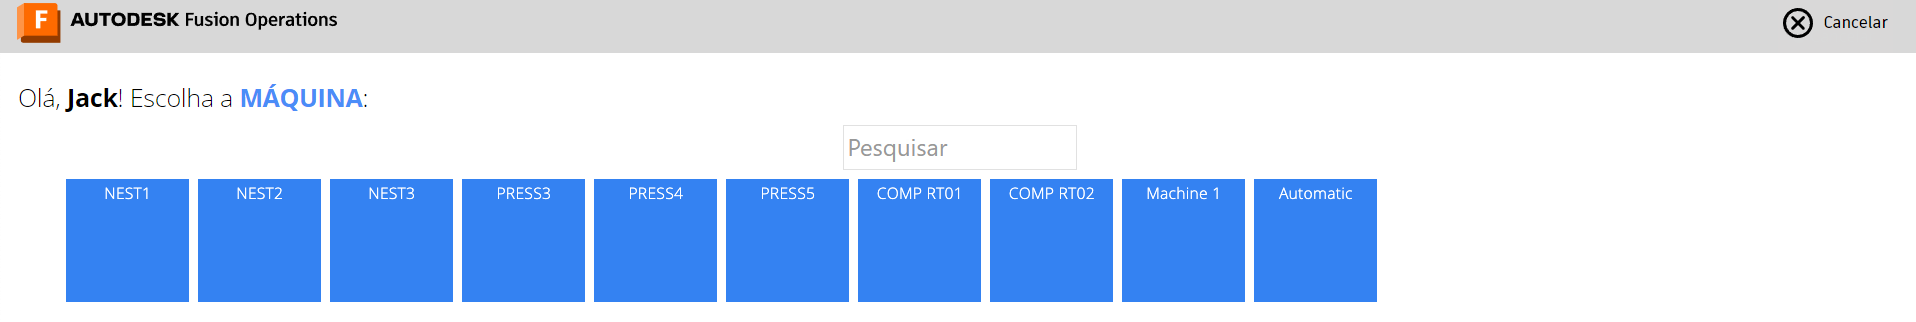 AUTODESK Fusion Operations
Cancelar
Olá, Jack! Escolha a MÁQUINA:
Pesquisar
NEST1
NEST2
NEST3
PRESS3
PRESS4
PRESS5
COMP RT01
COMP RT02
Machine 1
Automatic